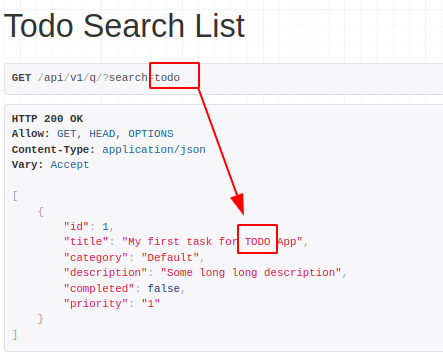 Todo Search List
GET /api/v1/q/?search=todo
HTTP 200 OK
Allow: GET, HEAD, OPTIONS
Content-Type: application/json
Vary: Accept
[
    {
        "id": 1,
        "title": "My first task for TODO App",
        "category": "Default",
        "description": "Some long long description",
        "completed": false,
        "priority": "1"
    }
]